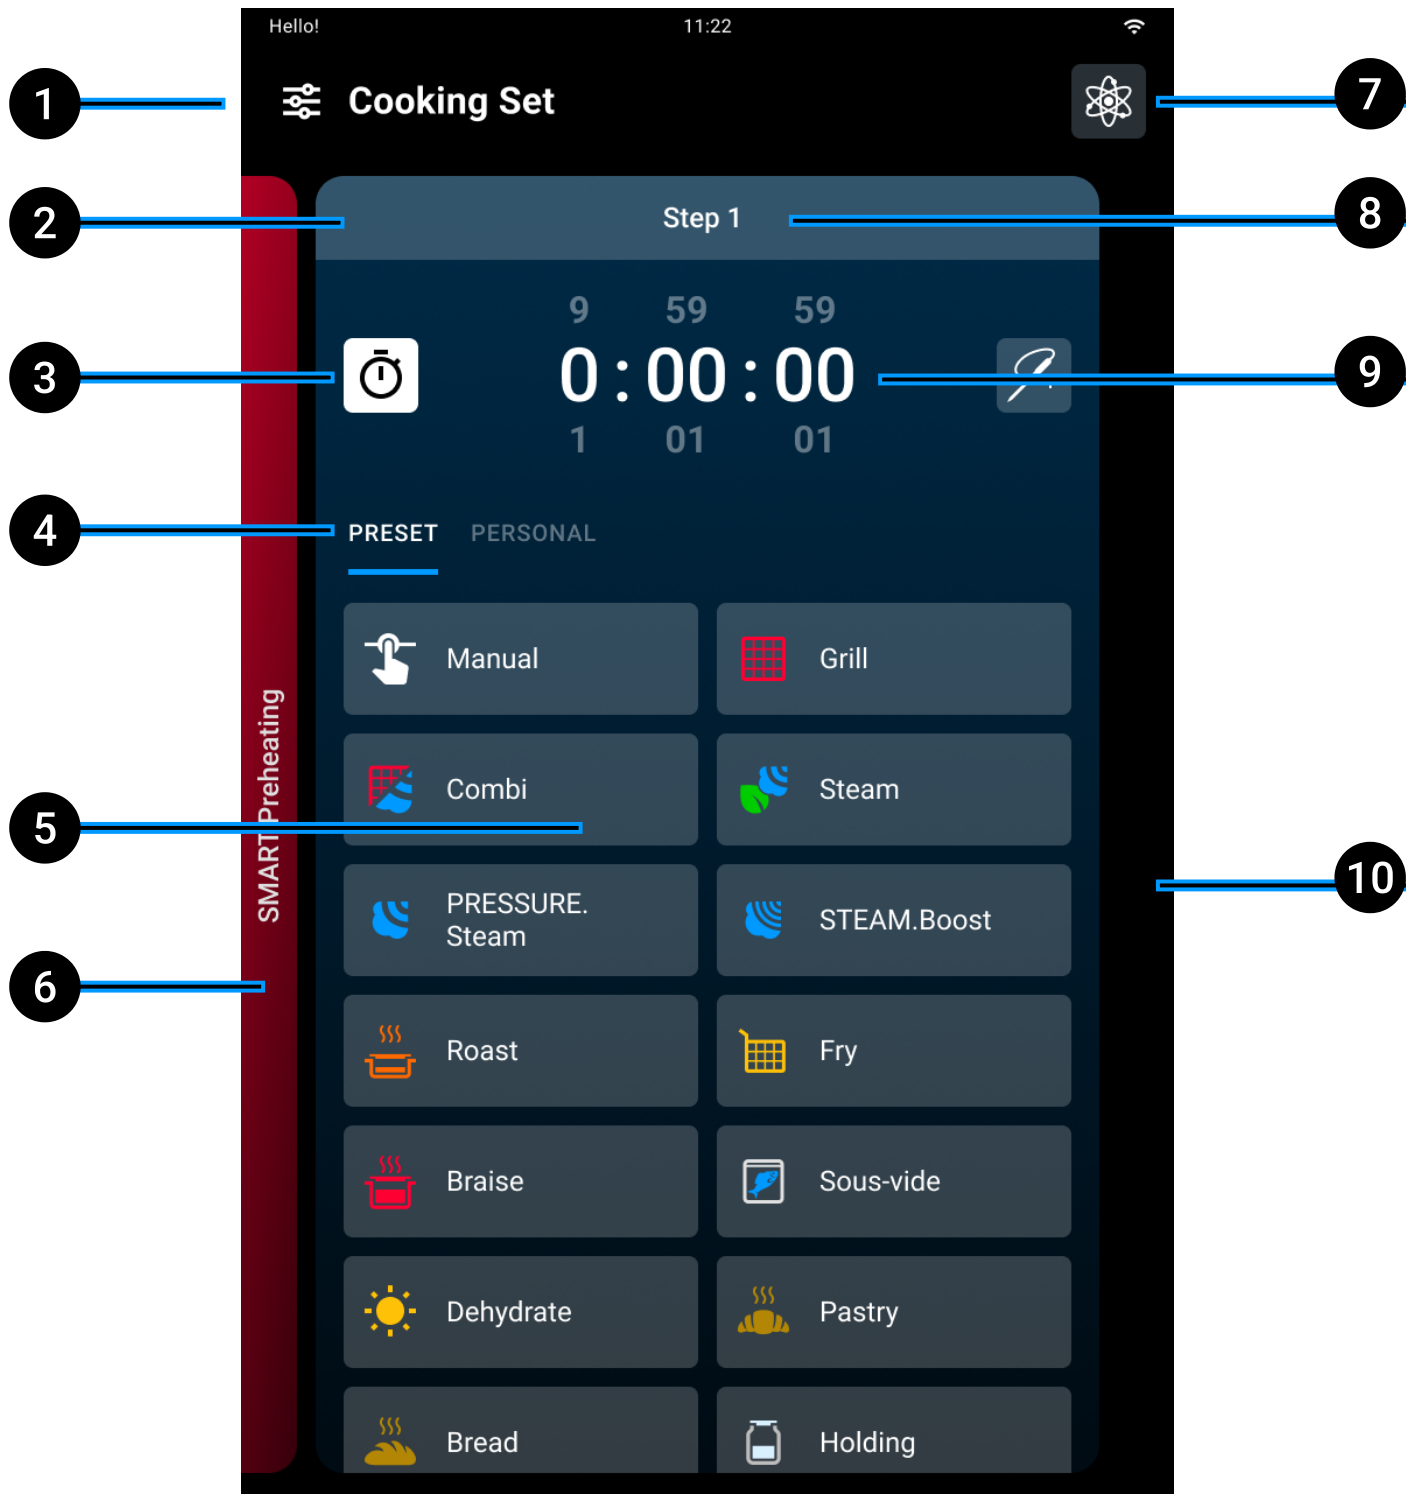 Hello! 11:22
1 Cooking Set 7
2 Step 1 8
9 59 59
3 0 : 00 : 00 9
1 01 01
4 PRESET PERSONAL
Manual Grill
Combi Steam
5
SMART Preheating
PRESSURE.
Steam
STEAM.Boost
10
6
Roast Fry
Braise Sous-vide
Dehydrate Pastry
Bread Holding